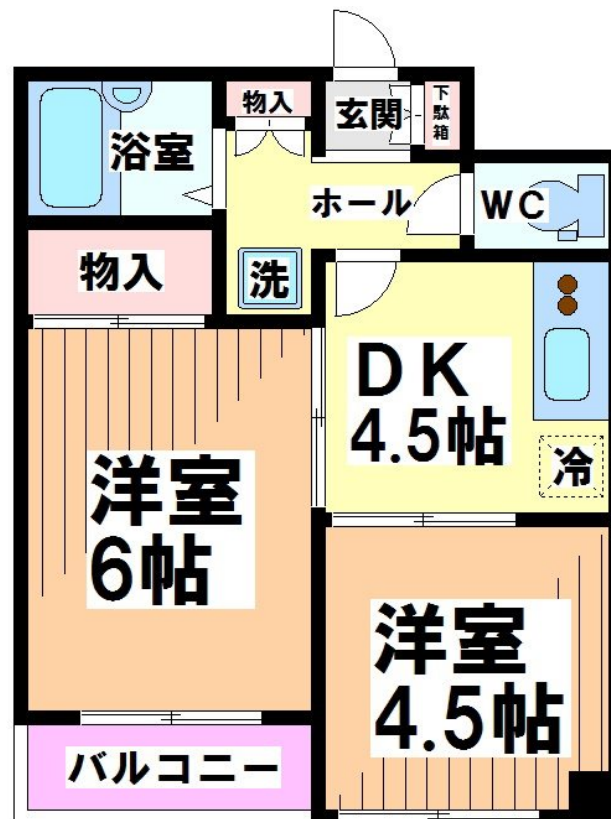 物入
玄関
下駄箱
浴室
ホール
WC
物入
洗
DK
4.5帖
冷
洋室
6帖
洋室
4.5帖
バルコニー